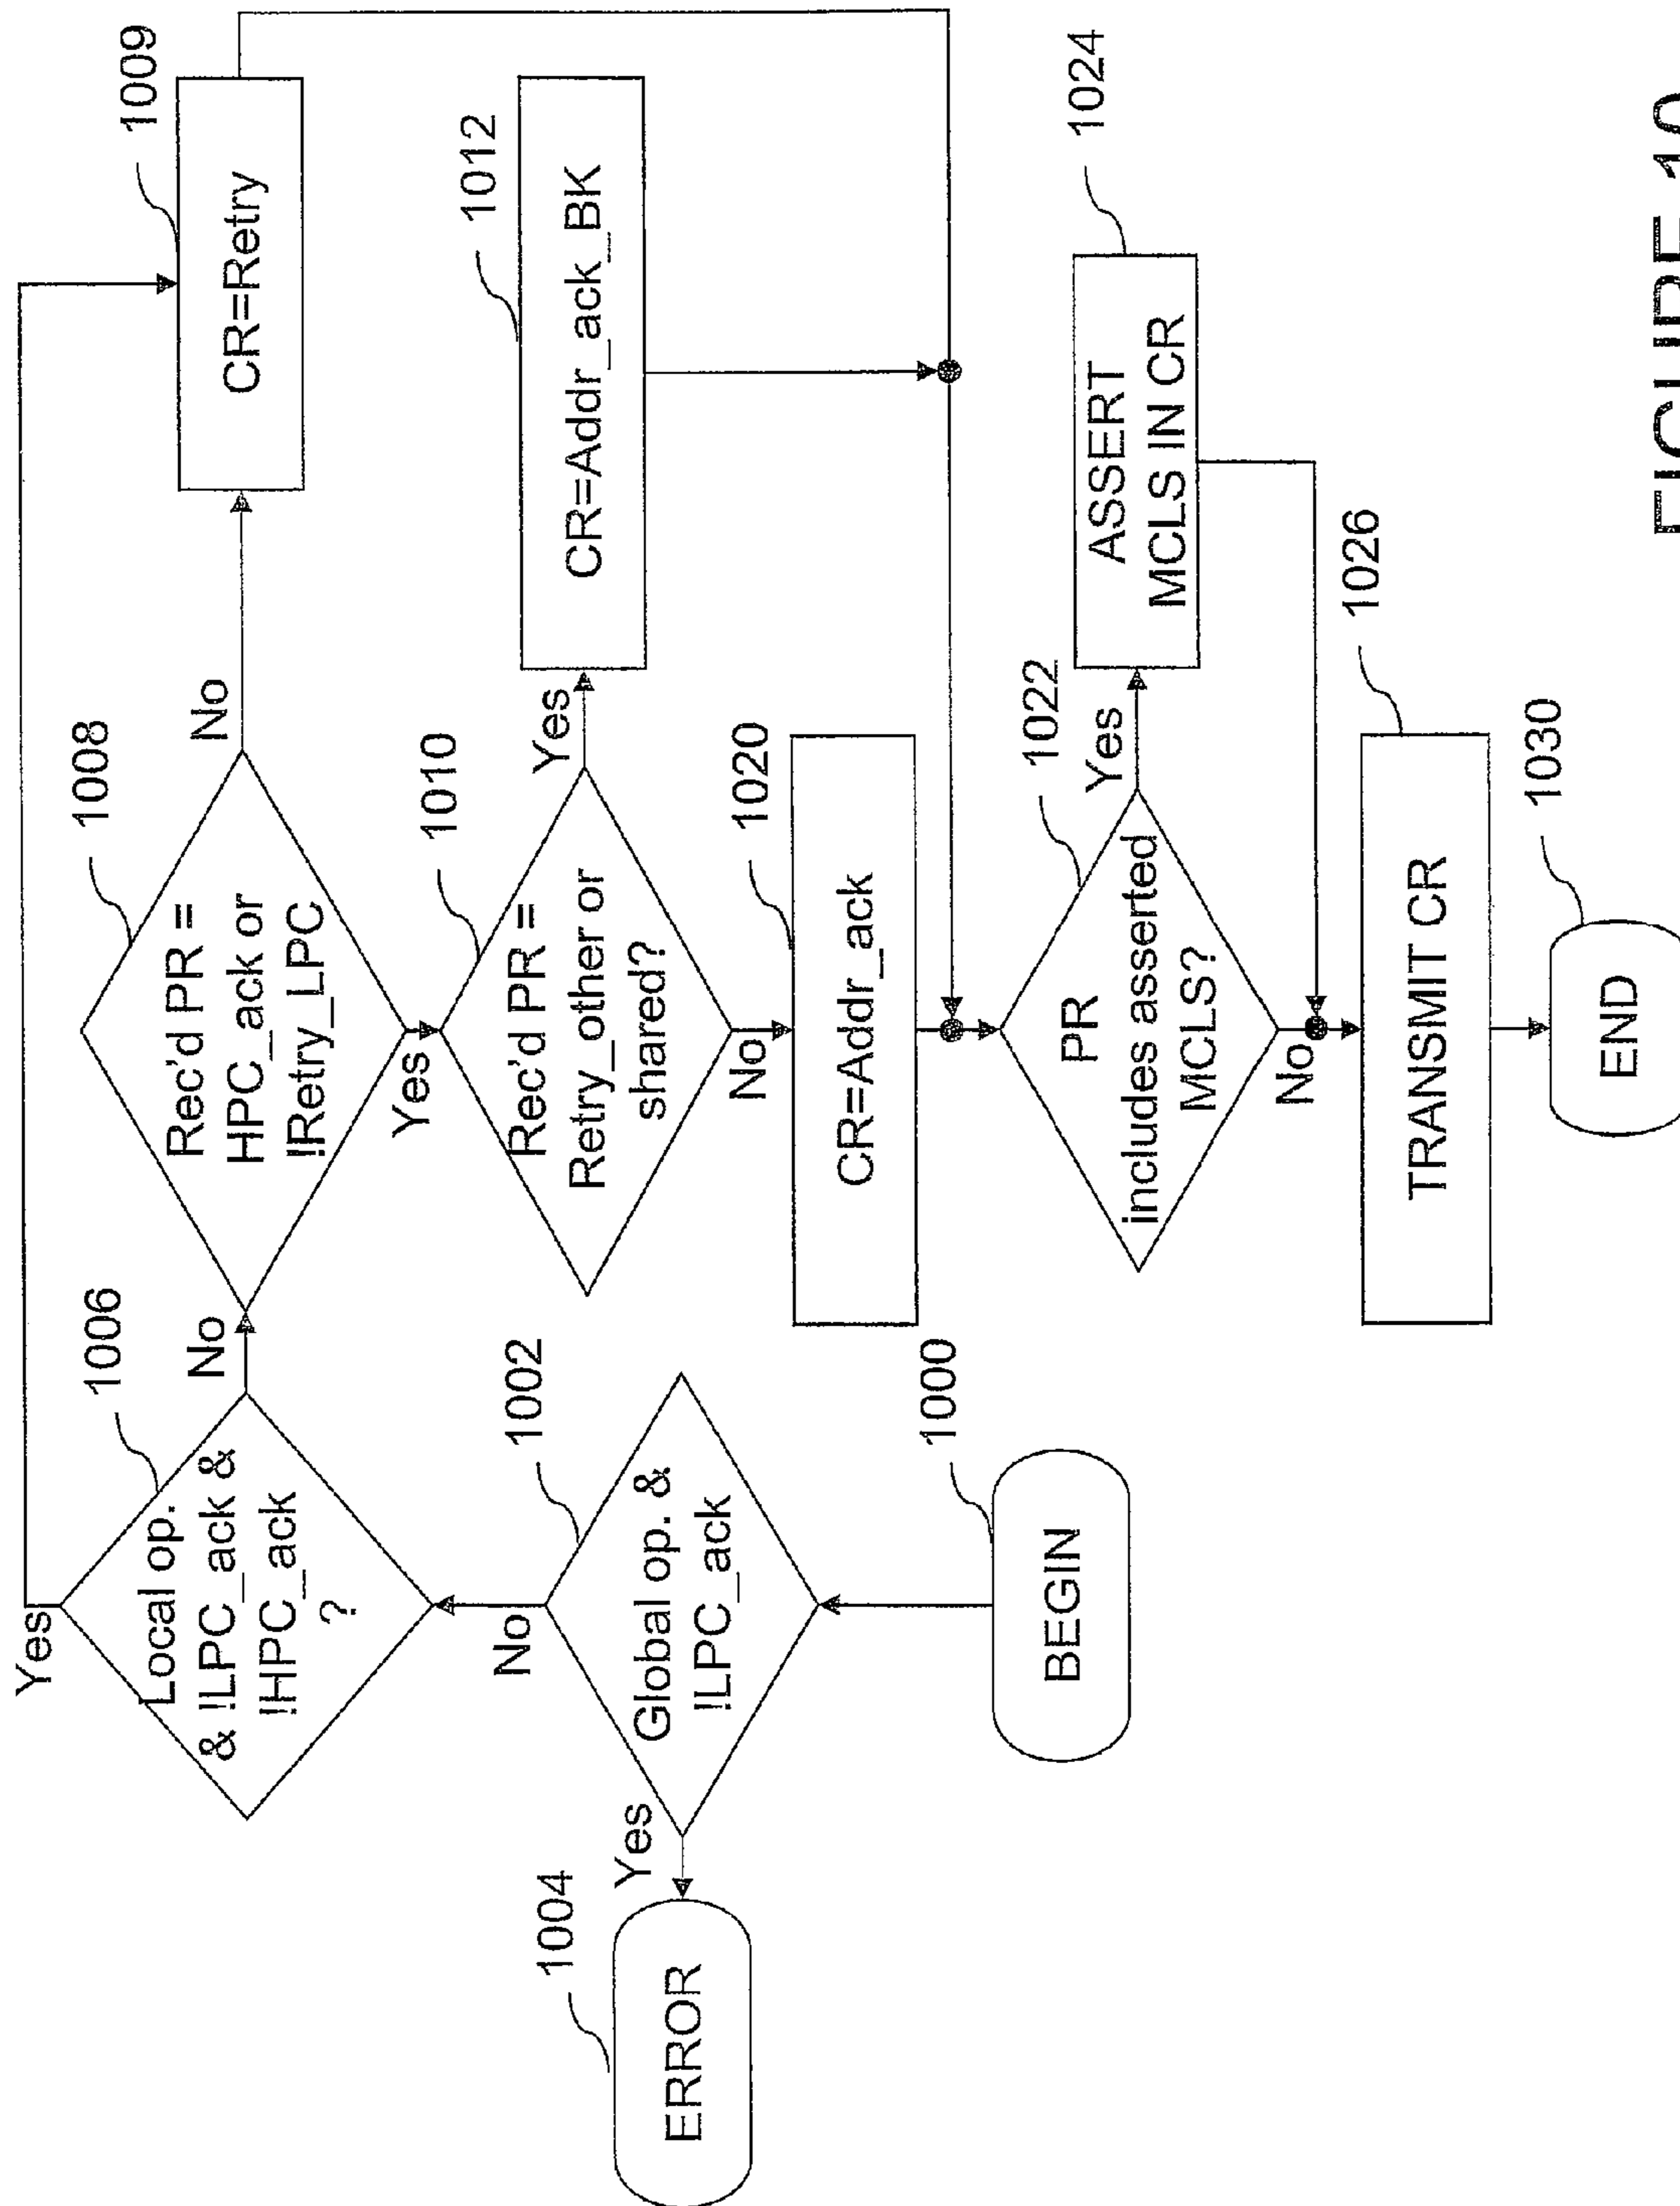 1000
BEGIN
1002
Global op. &
!LPC_ack
Yes
No
1004
ERROR
1006
Local op.
& !LPC_ack &
!HPC_ack
?
Yes
No
1008
Rec'd PR =
HPC_ack or
!Retry_LPC
No
Yes
1009
CR=Retry
1010
Rec'd PR =
Retry_other or
shared?
Yes
No
1012
CR=Addr_ack_BK
1020
CR=Addr_ack
1022
PR
includes asserted
MCLS?
Yes
No
1024
ASSERT
MCLS IN CR
1026
TRANSMIT CR
1030
END
FIGURE 10